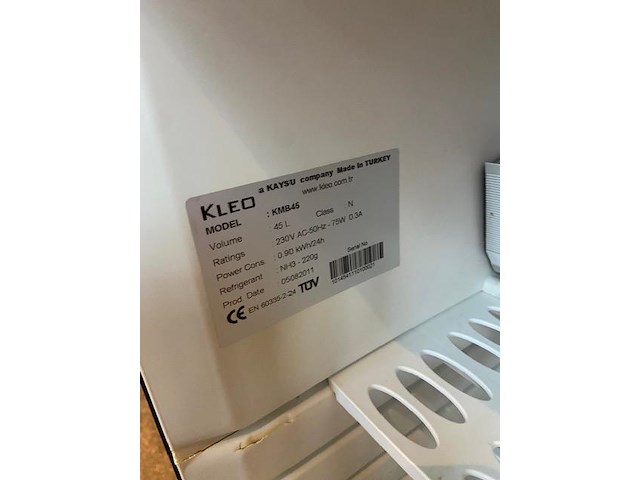 KLEO a KAYSU company Made in TURKEY
www.kleo.com.tr
MODEL : KMB45
Volume : 45 L Class : N
Ratings : 230V AC-50Hz - 75W 0.3A
Power Cons. : 0.90 kWh/24h
Refrigerant : NH3 - 220g
Prod. Date : 05082011
Serial No
CE EN 60335-2-24 TÜV